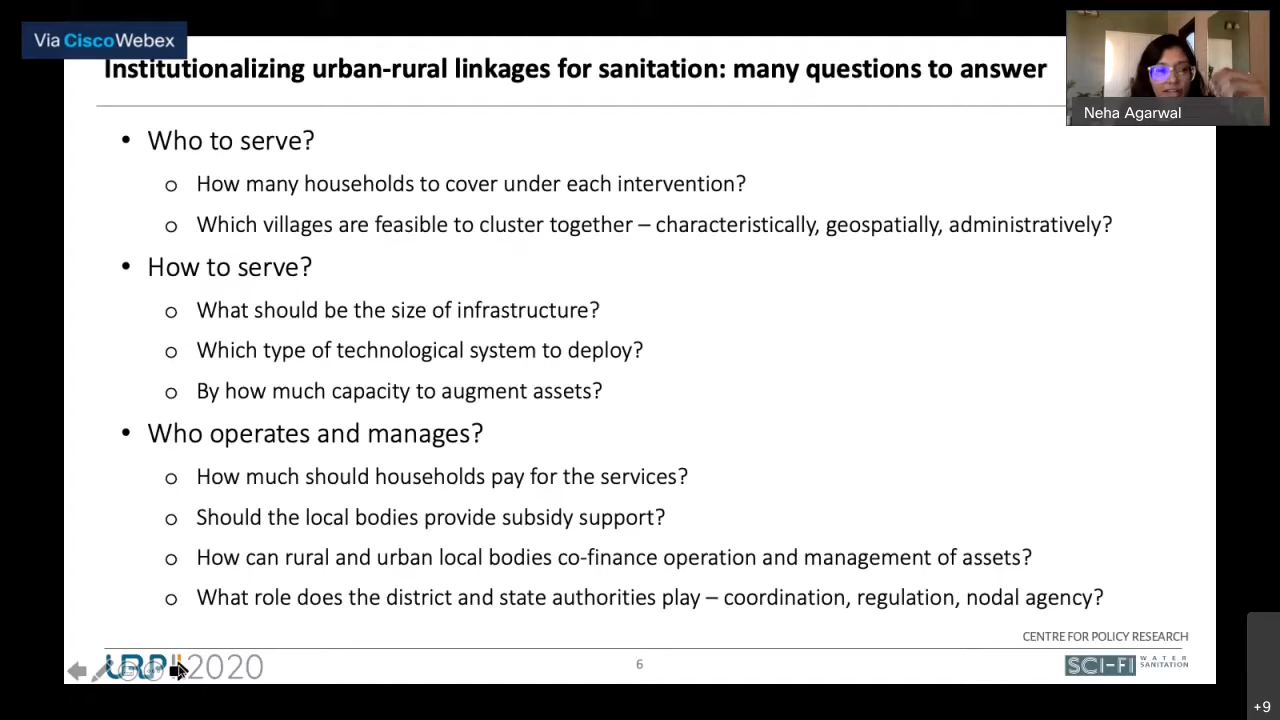 Via Cisco Webex
Institutionalizing urban-rural linkages for sanitation: many questions to answer
Neha Agarwal
• Who to serve?
o How many households to cover under each intervention?
o Which villages are feasible to cluster together – characteristically, geospatially, administratively?
• How to serve?
o What should be the size of infrastructure?
o Which type of technological system to deploy?
o By how much capacity to augment assets?
• Who operates and manages?
o How much should households pay for the services?
o Should the local bodies provide subsidy support?
o How can rural and urban local bodies co-finance operation and management of assets?
o What role does the district and state authorities play – coordination, regulation, nodal agency?
CENTRE FOR POLICY RESEARCH
2020
6
SCI-FI WATER
SANITATION
+9